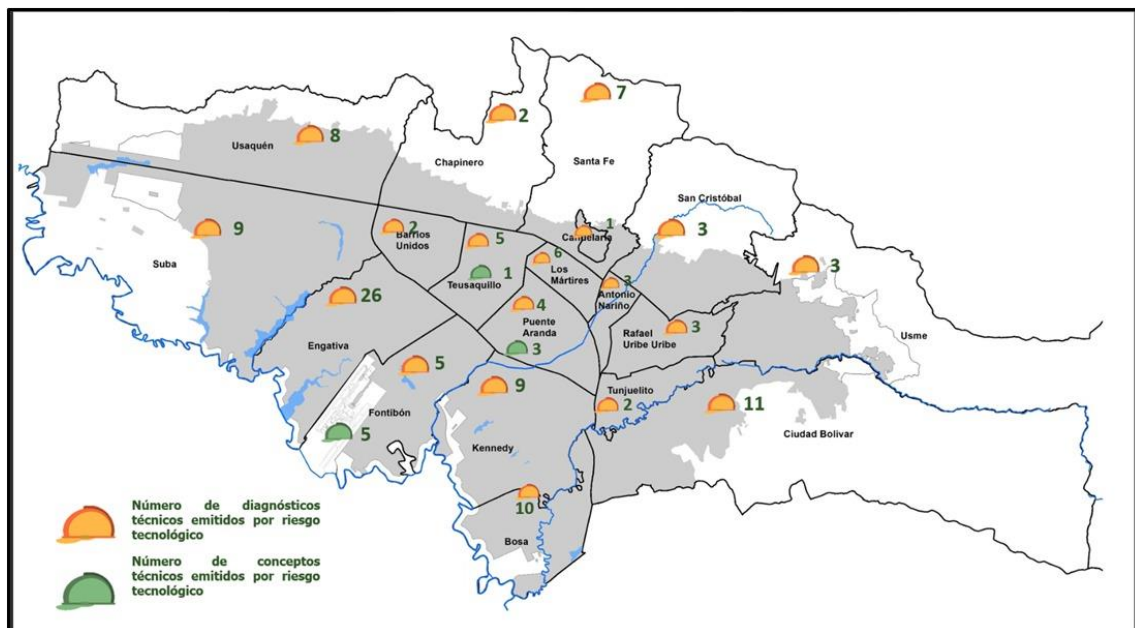 7
2
8
Usaquén
Chapinero
Santa Fe
San Cristóbal
9
2
Barrios
Unidos
5
1
Candelaria
3
Suba
6
Los
Mártires
1
Teusaquillo
3
26
3
Antonio
Nariño
4
Puente
Aranda
3
Rafael
Uribe Uribe
Usme
Engativa
3
5
9
Tunjuelito
2
11
Fontibón
5
Kennedy
Ciudad Bolivar
10
Bosa
Número de diagnósticos
técnicos emitidos por riesgo
tecnológico
Número de conceptos
técnicos emitidos por riesgo
tecnológico